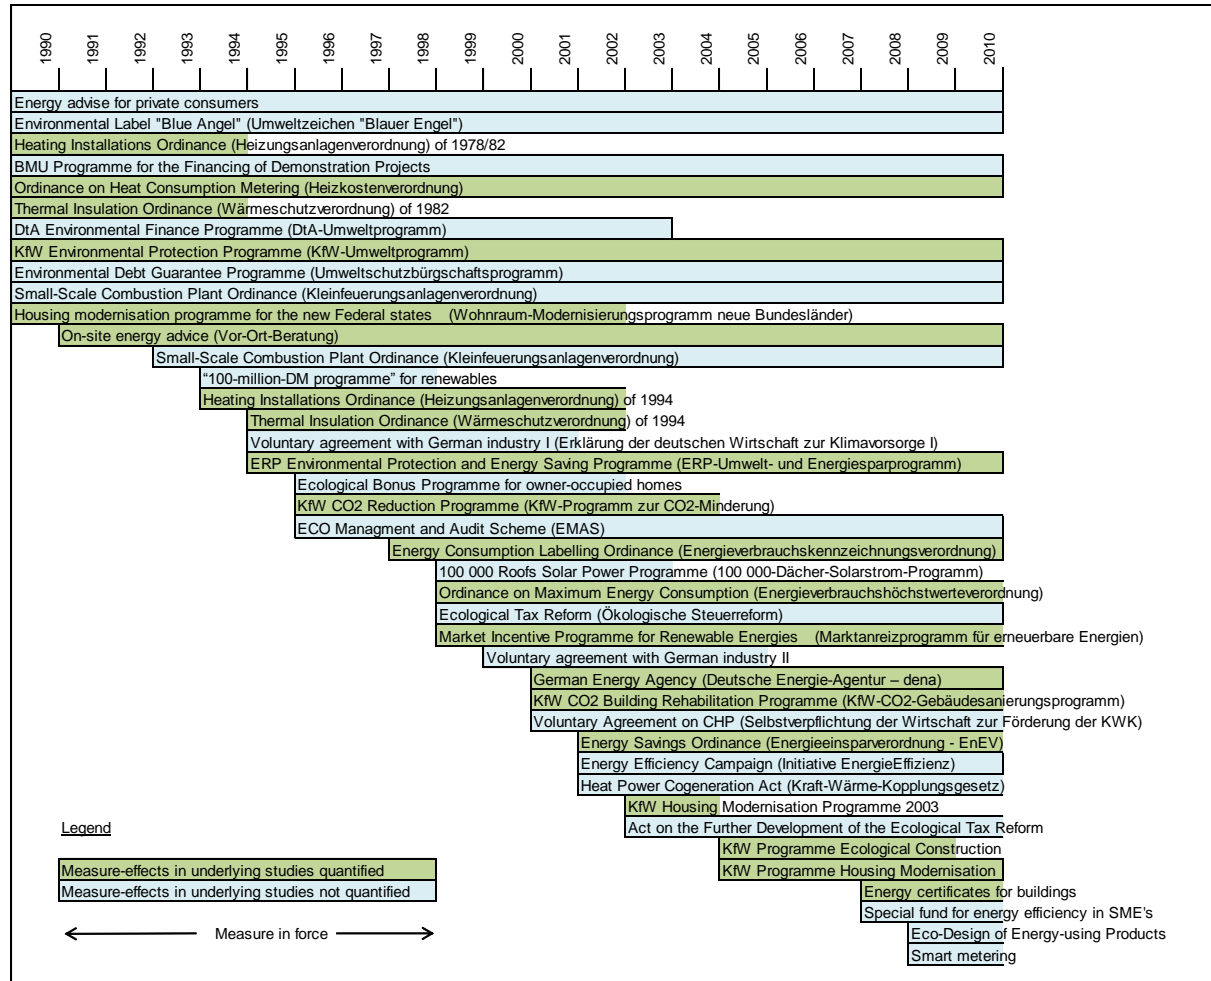 1990 1991 1992 1993 1994 1995 1996 1997 1998 1999 2000 2001 2002 2003 2004 2005 2006 2007 2008 2009 2010
Energy advise for private consumers
Environmental Label "Blue Angel" (Umweltzeichen "Blauer Engel")
Heating Installations Ordinance (Heizungsanlagenverordnung) of 1978/82
BMU Programme for the Financing of Demonstration Projects
Ordinance on Heat Consumption Metering (Heizkostenverordnung)
Thermal Insulation Ordinance (Wärmeschutzverordnung) of 1982
DtA Environmental Finance Programme (DtA-Umweltprogramm)
KfW Environmental Protection Programme (KfW-Umweltprogramm)
Environmental Debt Guarantee Programme (Umweltschutzbürgschaftsprogramm)
Small-Scale Combustion Plant Ordinance (Kleinfeuerungsanlagenverordnung)
Housing modernisation programme for the new Federal states (Wohnraum-Modernisierungsprogramm neue Bundesländer)
On-site energy advice (Vor-Ort-Beratung)
Small-Scale Combustion Plant Ordinance (Kleinfeuerungsanlagenverordnung)
“100-million-DM programme” for renewables
Heating Installations Ordinance (Heizungsanlagenverordnung) of 1994
Thermal Insulation Ordinance (Wärmeschutzverordnung) of 1994
Voluntary agreement with German industry I (Erklärung der deutschen Wirtschaft zur Klimavorsorge I)
ERP Environmental Protection and Energy Saving Programme (ERP-Umwelt- und Energiesparprogramm)
Ecological Bonus Programme for owner-occupied homes
KfW CO2 Reduction Programme (KfW-Programm zur CO2-Minderung)
ECO Managment and Audit Scheme (EMAS)
Energy Consumption Labelling Ordinance (Energieverbrauchskennzeichnungsverordnung)
100 000 Roofs Solar Power Programme (100 000-Dächer-Solarstrom-Programm)
Ordinance on Maximum Energy Consumption (Energieverbrauchshöchstwerteverordnung)
Ecological Tax Reform (Ökologische Steuerreform)
Market Incentive Programme for Renewable Energies (Marktanreizprogramm für erneuerbare Energien)
Voluntary agreement with German industry II
German Energy Agency (Deutsche Energie-Agentur – dena)
KfW CO2 Building Rehabilitation Programme (KfW-CO2-Gebäudesanierungsprogramm)
Voluntary Agreement on CHP (Selbstverpflichtung der Wirtschaft zur Förderung der KWK)
Energy Savings Ordinance (Energieeinsparverordnung - EnEV)
Energy Efficiency Campaign (Initiative EnergieEffizienz)
Heat Power Cogeneration Act (Kraft-Wärme-Kopplungsgesetz)
KfW Housing Modernisation Programme 2003
Act on the Further Development of the Ecological Tax Reform
KfW Programme Ecological Construction
KfW Programme Housing Modernisation
Energy certificates for buildings
Special fund for energy efficiency in SME's
Eco-Design of Energy-using Products
Smart metering
Legend
Measure-effects in underlying studies quantified
Measure-effects in underlying studies not quantified
Measure in force